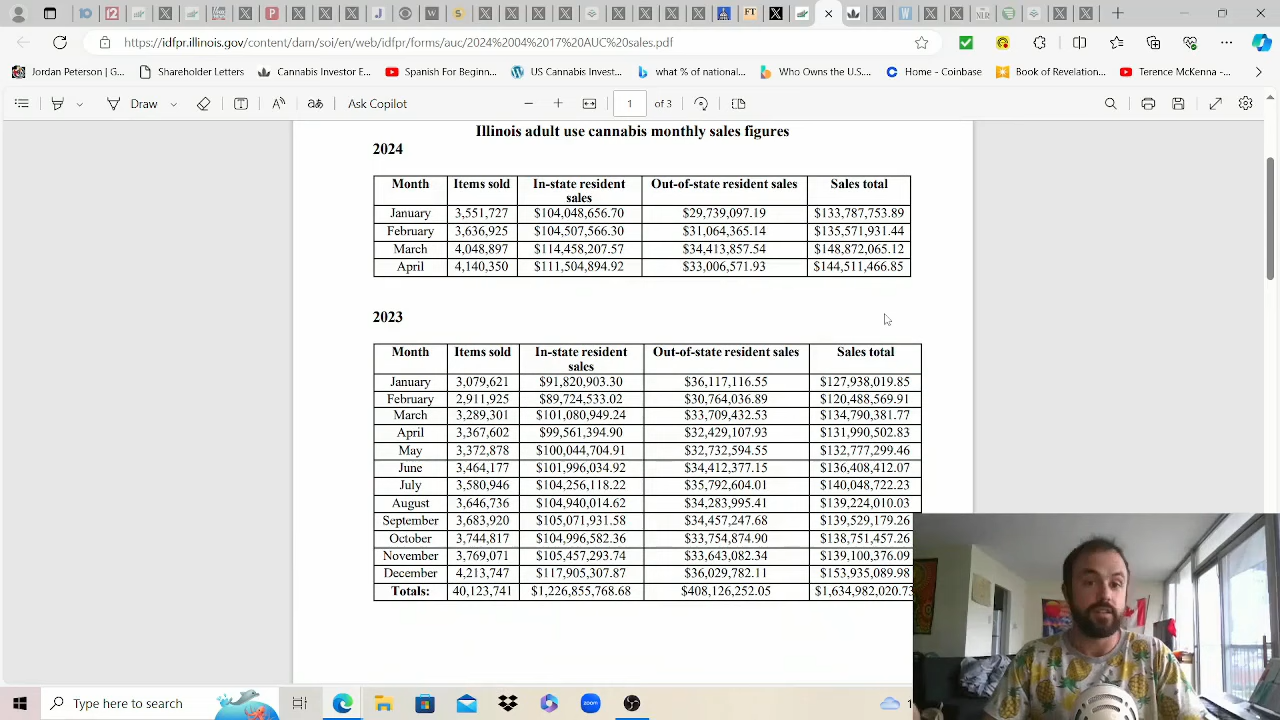 https://idfpr.illinois.gov/content/dam/soi/en/web/idfpr/forms/auc/2024%2004%2017%20AUC%20sales.pdf
Jordan Peterson | G... Shareholder Letters Cannabis Investor E... Spanish For Beginn... US Cannabis Invest... what % of national... Who Owns the U.S... Home - Coinbase Book of Revelation... Terence McKenna -...
Draw Ask Copilot 1 of 3
Illinois adult use cannabis monthly sales figures
2024
Month Items sold In-state resident sales Out-of-state resident sales Sales total
January 3,551,727 $104,048,656.70 $29,739,097.19 $133,787,753.89
February 3,636,925 $104,507,566.30 $31,064,365.14 $135,571,931.44
March 4,048,897 $114,458,207.57 $34,413,857.54 $148,872,065.12
April 4,140,350 $111,504,894.92 $33,006,571.93 $144,511,466.85
2023
Month Items sold In-state resident sales Out-of-state resident sales Sales total
January 3,079,621 $91,820,903.30 $36,117,116.55 $127,938,019.85
February 2,911,925 $89,724,533.02 $30,764,036.89 $120,488,569.91
March 3,289,301 $101,080,949.24 $33,709,432.53 $134,790,381.77
April 3,367,602 $99,561,394.90 $32,429,107.93 $131,990,502.83
May 3,372,878 $100,044,704.91 $32,732,594.55 $132,777,299.46
June 3,464,177 $101,996,034.92 $34,412,377.15 $136,408,412.07
July 3,580,946 $104,256,118.22 $35,792,604.01 $140,048,722.23
August 3,646,736 $104,940,014.62 $34,283,995.41 $139,224,010.03
September 3,683,920 $105,071,931.58 $34,457,247.68 $139,529,179.26
October 3,744,817 $104,996,582.36 $33,754,874.90 $138,751,457.26
November 3,769,071 $105,457,293.74 $33,643,082.34 $139,100,376.09
December 4,213,747 $117,905,307.87 $36,029,782.11 $153,935,089.98
Totals: 40,123,741 $1,226,855,768.68 $408,126,252.05 $1,634,982,020.73
Type here to search